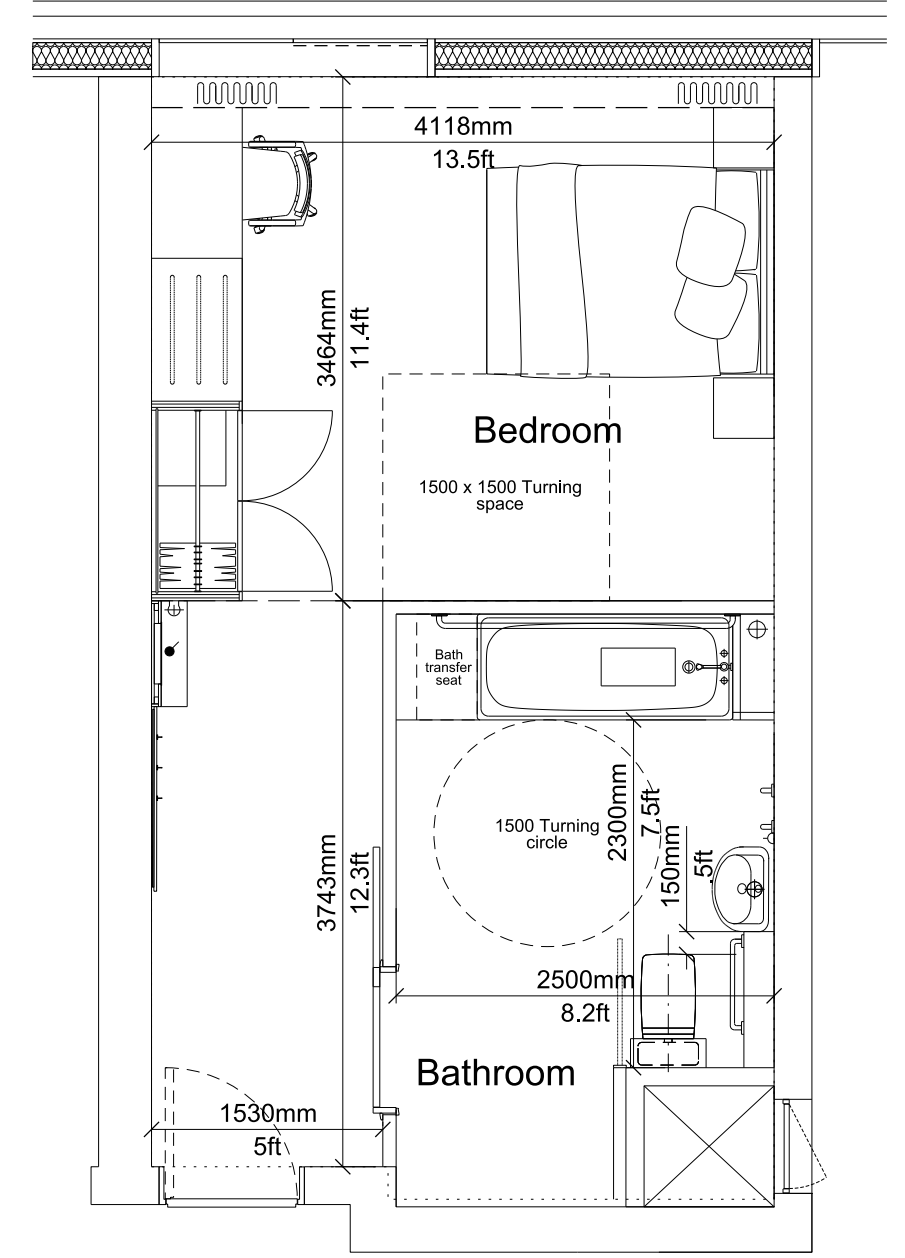 4118mm
13.5ft
3464mm
11.4ft
Bedroom
1500 x 1500 Turning
space
Bath
transfer
seat
1500 Turning
circle
2300mm
7.5ft
150mm
.5ft
3743mm
12.3ft
2500mm
8.2ft
Bathroom
1530mm
5ft